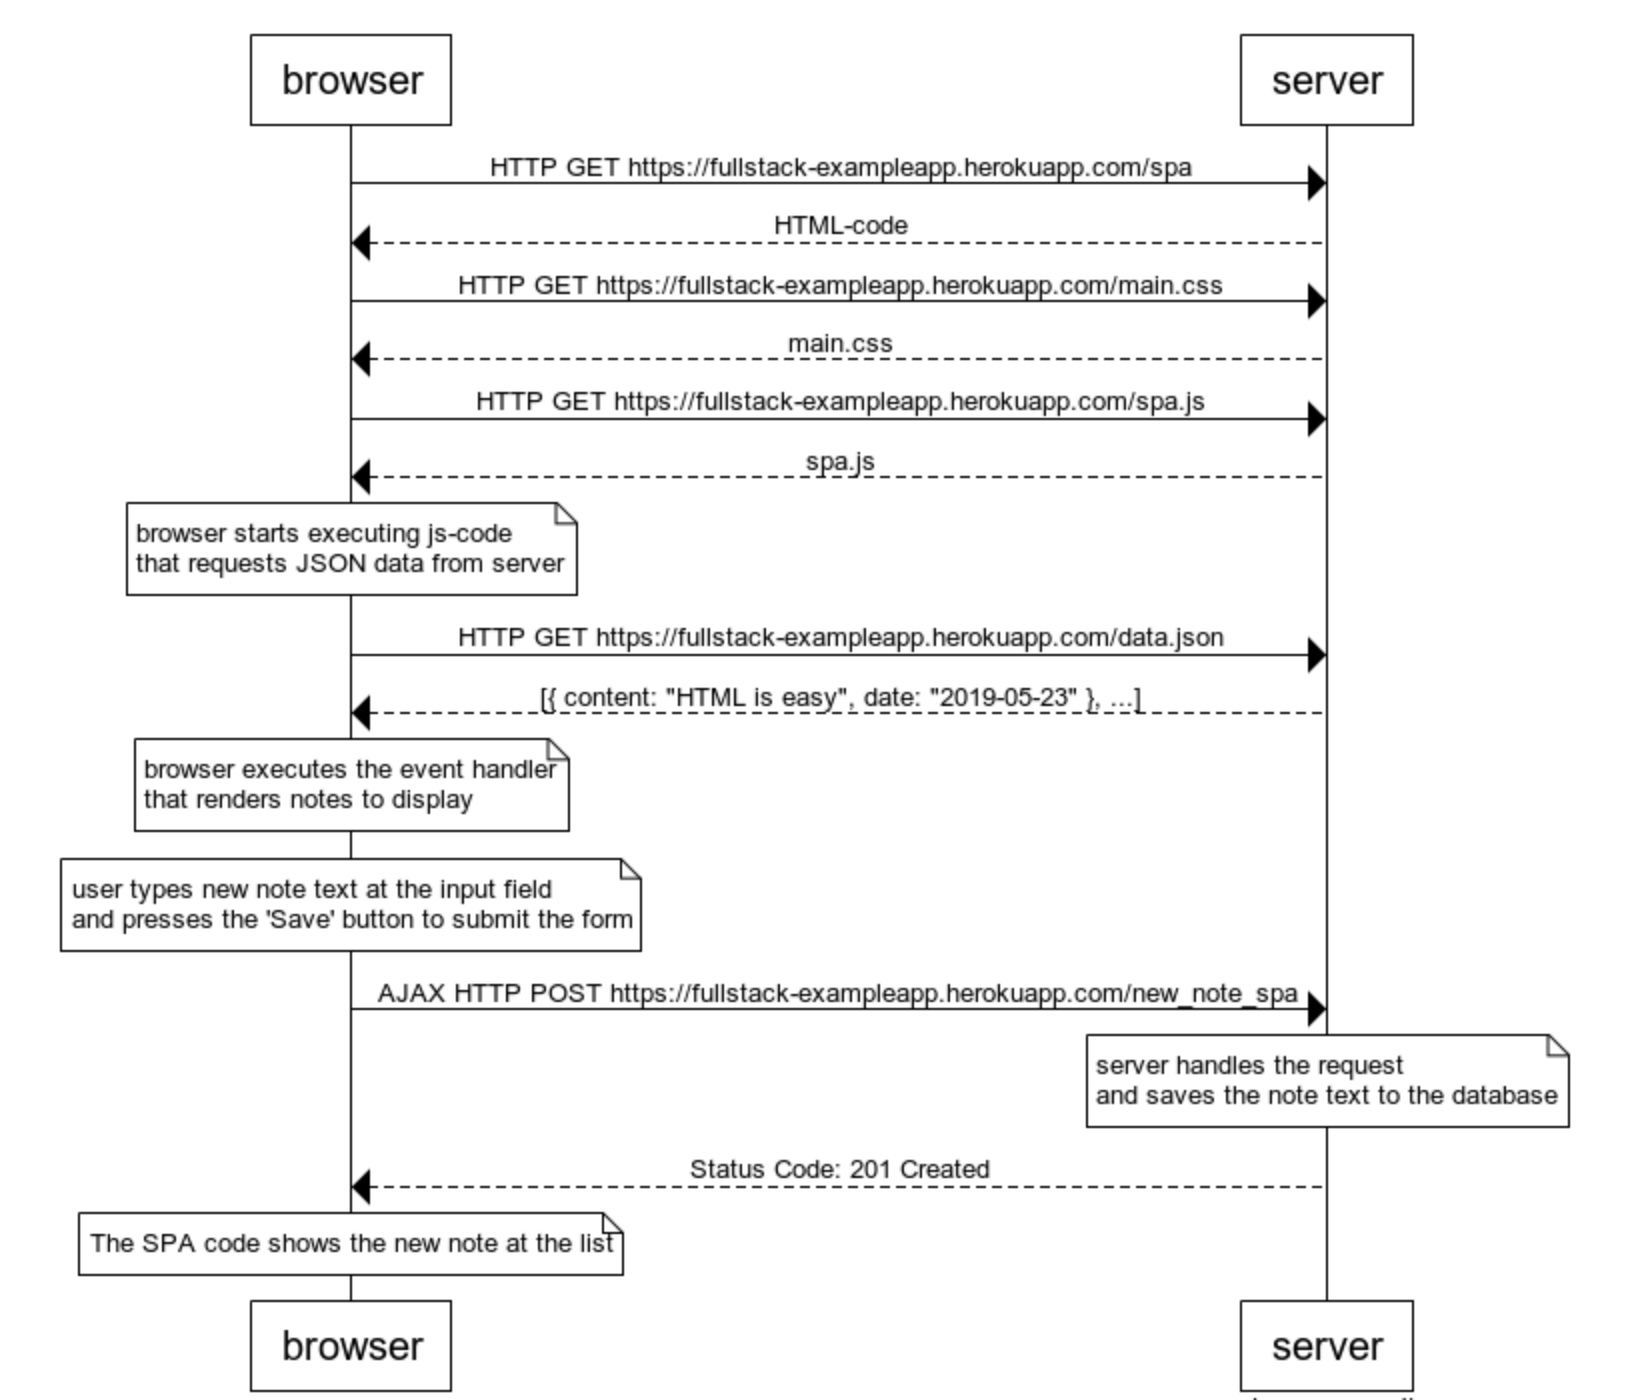 browser
server
HTTP GET https://fullstack-exampleapp.herokuapp.com/spa
HTML-code
HTTP GET https://fullstack-exampleapp.herokuapp.com/main.css
main.css
HTTP GET https://fullstack-exampleapp.herokuapp.com/spa.js
spa.js
browser starts executing js-code
that requests JSON data from server
HTTP GET https://fullstack-exampleapp.herokuapp.com/data.json
[{ content: "HTML is easy", date: "2019-05-23" }, ...]
browser executes the event handler
that renders notes to display
user types new note text at the input field
and presses the 'Save' button to submit the form
AJAX HTTP POST https://fullstack-exampleapp.herokuapp.com/new_note_spa
server handles the request
and saves the note text to the database
Status Code: 201 Created
The SPA code shows the new note at the list
browser
server